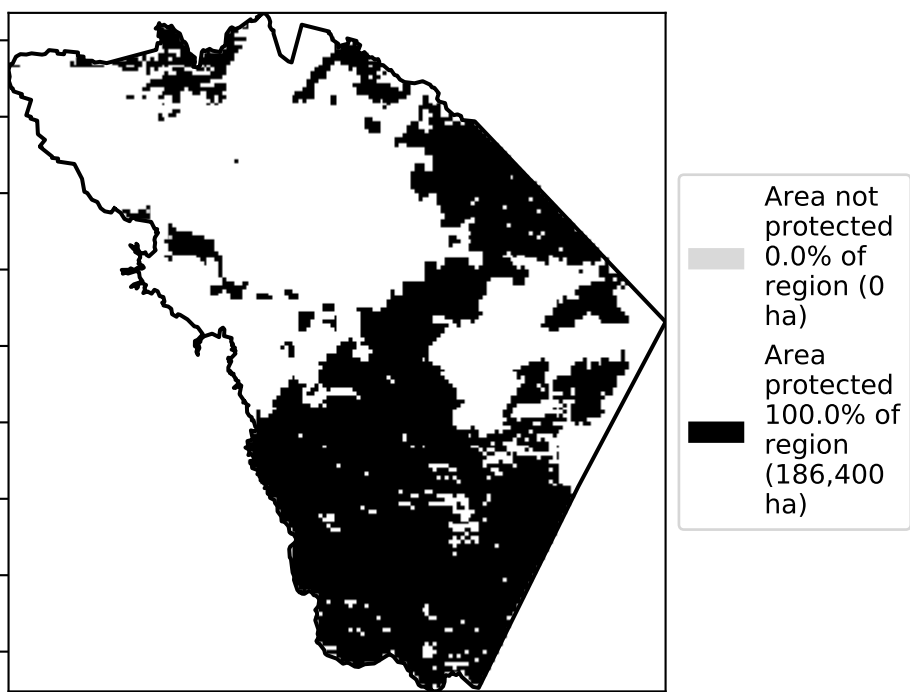 Area not
protected
0.0% of
region (0
ha)
Area
protected
100.0% of
region
(186,400
ha)